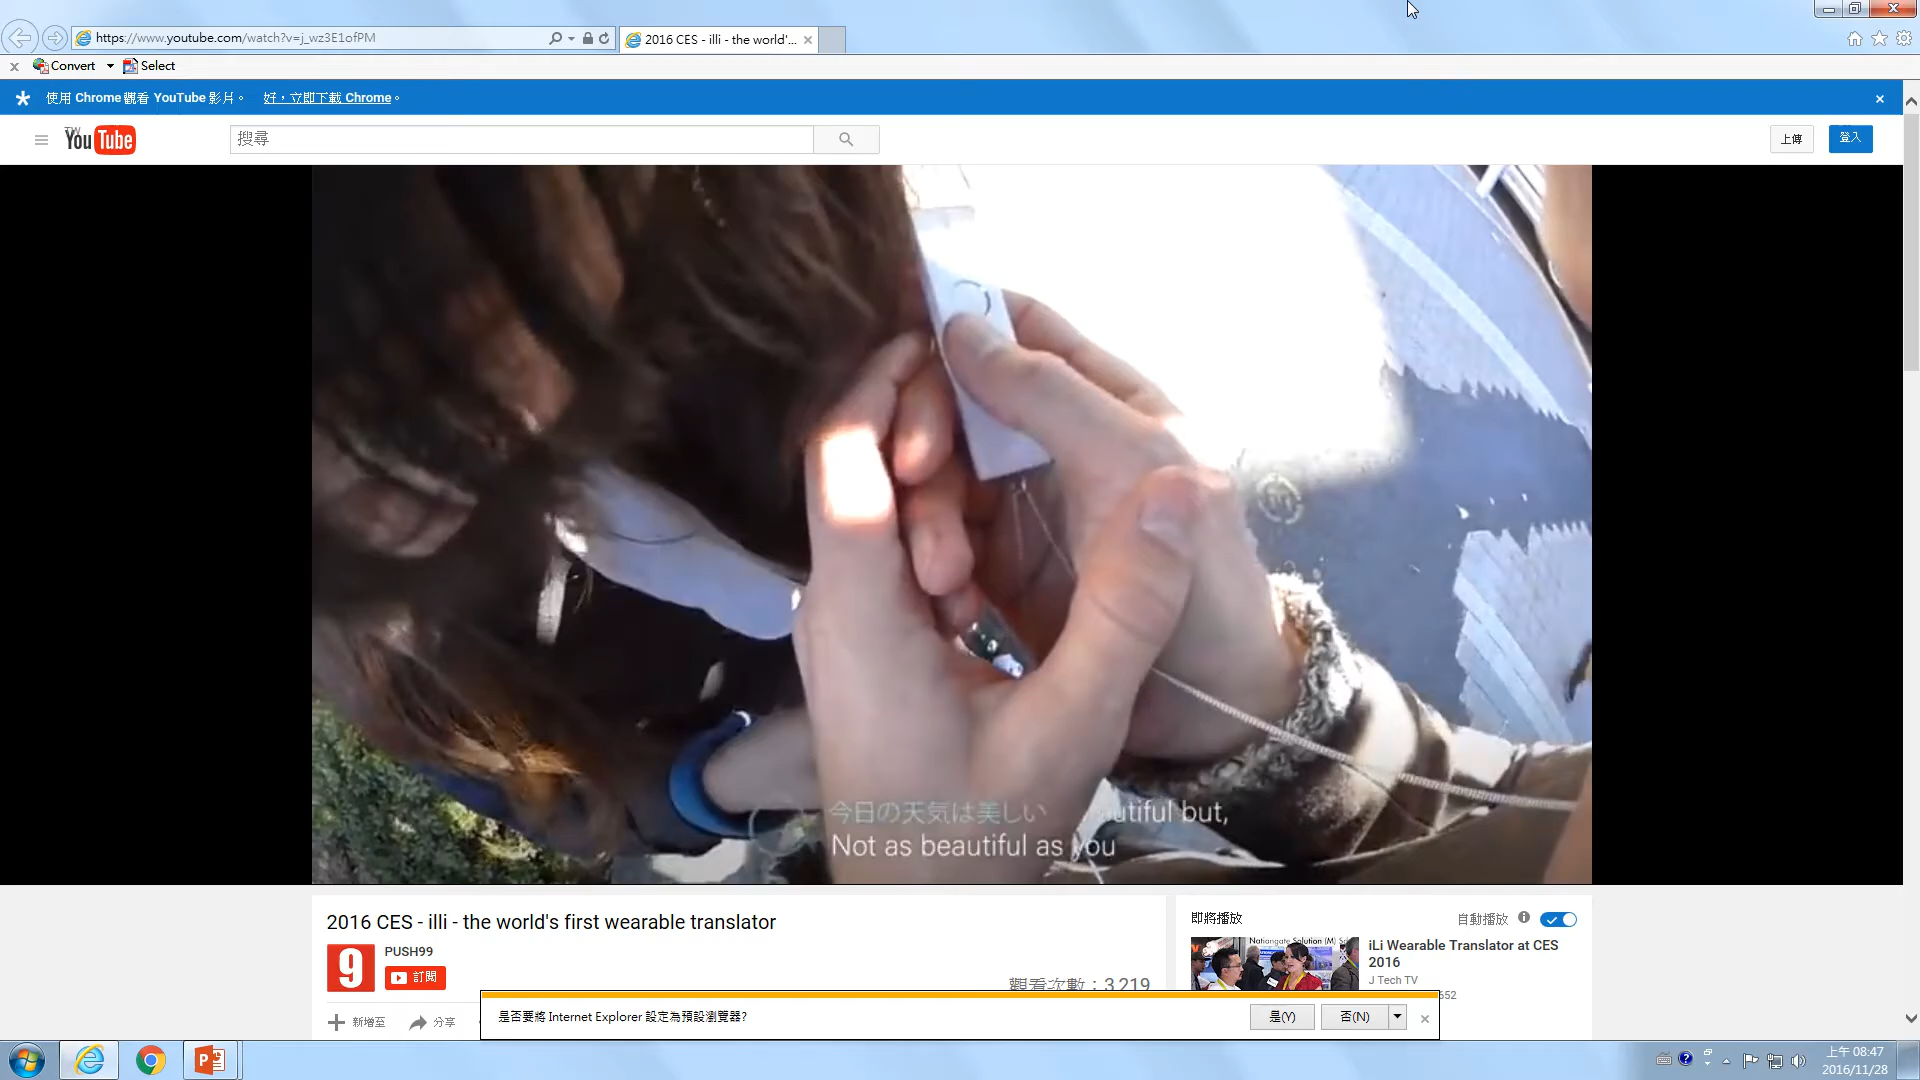 https://www.youtube.com/watch?v=j_wz3E1ofPM
2016 CES - illi - the world'...
Convert
Select
使用 Chrome 觀看 YouTube 影片。 好，立即下載 Chrome。
YouTube TW
搜尋
上傳
登入
今日の天気は美しい utiful but,
Not as beautiful as you
2016 CES - illi - the world's first wearable translator
9
PUSH99
訂閱
觀看次數：3,219
新增至
分享
即將播放
自動播放
Nationgate Solution (M) S
iLi Wearable Translator at CES
2016
J Tech TV
652
是否要將 Internet Explorer 設定為預設瀏覽器?
是(Y)
否(N)
上午 08:47
2016/11/28